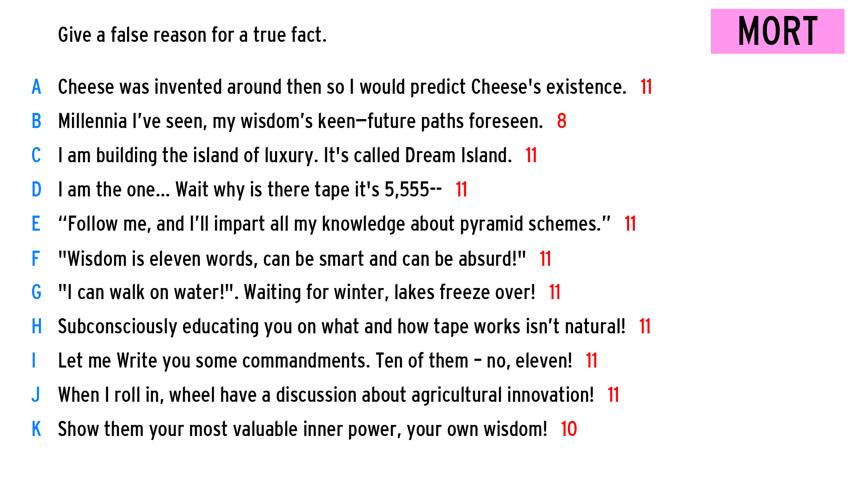 Give a false reason for a true fact.
MORT
A Cheese was invented around then so I would predict Cheese's existence. 11
B Millennia I've seen, my wisdom's keen—future paths foreseen. 8
C I am building the island of luxury. It's called Dream Island. 11
D I am the one... Wait why is there tape it's 5,555-- 11
E “Follow me, and I’ll impart all my knowledge about pyramid schemes.” 11
F "Wisdom is eleven words, can be smart and can be absurd!" 11
G "I can walk on water!". Waiting for winter, lakes freeze over! 11
H Subconsciously educating you on what and how tape works isn’t natural! 11
I Let me Write you some commandments. Ten of them – no, eleven! 11
J When I roll in, wheel have a discussion about agricultural innovation! 11
K Show them your most valuable inner power, your own wisdom! 10